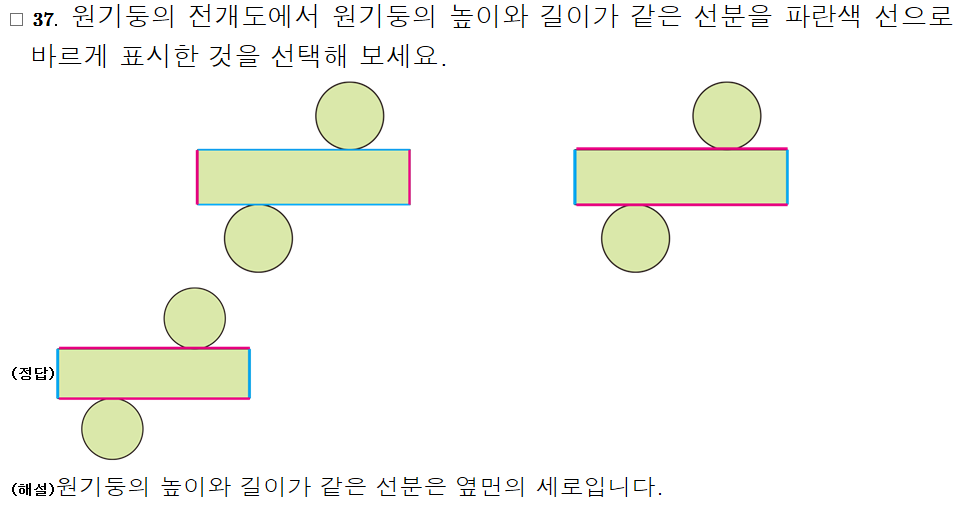 □ 37. 원기둥의 전개도에서 원기둥의 높이와 길이가 같은 선분을 파란색 선으로
바르게 표시한 것을 선택해 보세요.
(정답)
(해설)원기둥의 높이와 길이가 같은 선분은 옆먼의 세로입니다.